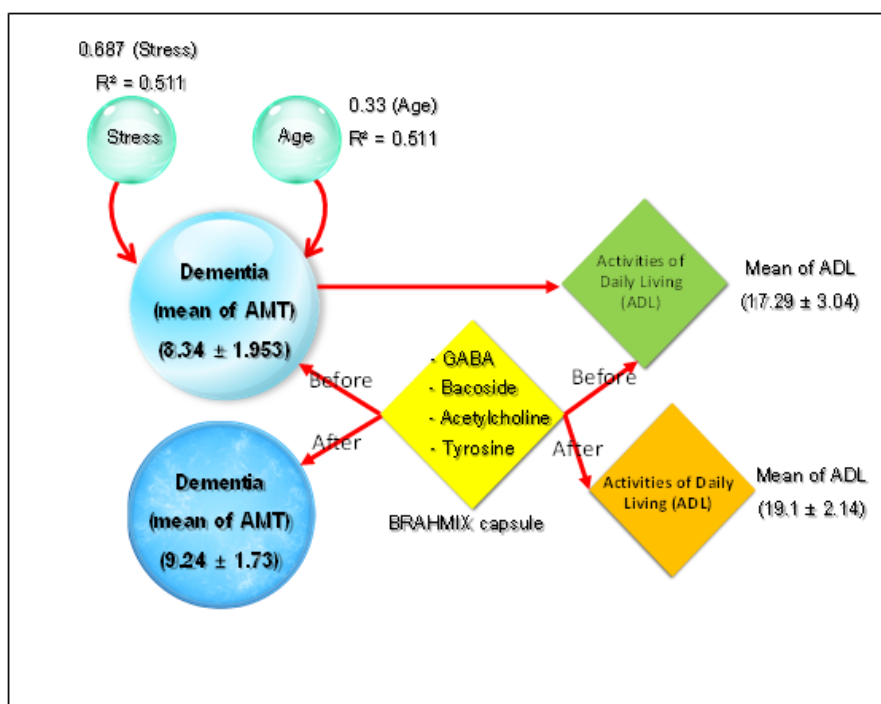 0.687 (Stress)
R² = 0.511
Stress
0.33 (Age)
R² = 0.511
Age
Dementia
(mean of AMT)
(8.34 ± 1.953)
Activities of
Daily Living
(ADL)
Mean of ADL
(17.29 ± 3.04)
Before
After
- GABA
- Bacoside
- Acetylcholine
- Tyrosine
BRAHMIX capsule
Before
After
Dementia
(mean of AMT)
(9.24 ± 1.73)
Activities of Daily
Living (ADL)
Mean of ADL
(19.1 ± 2.14)